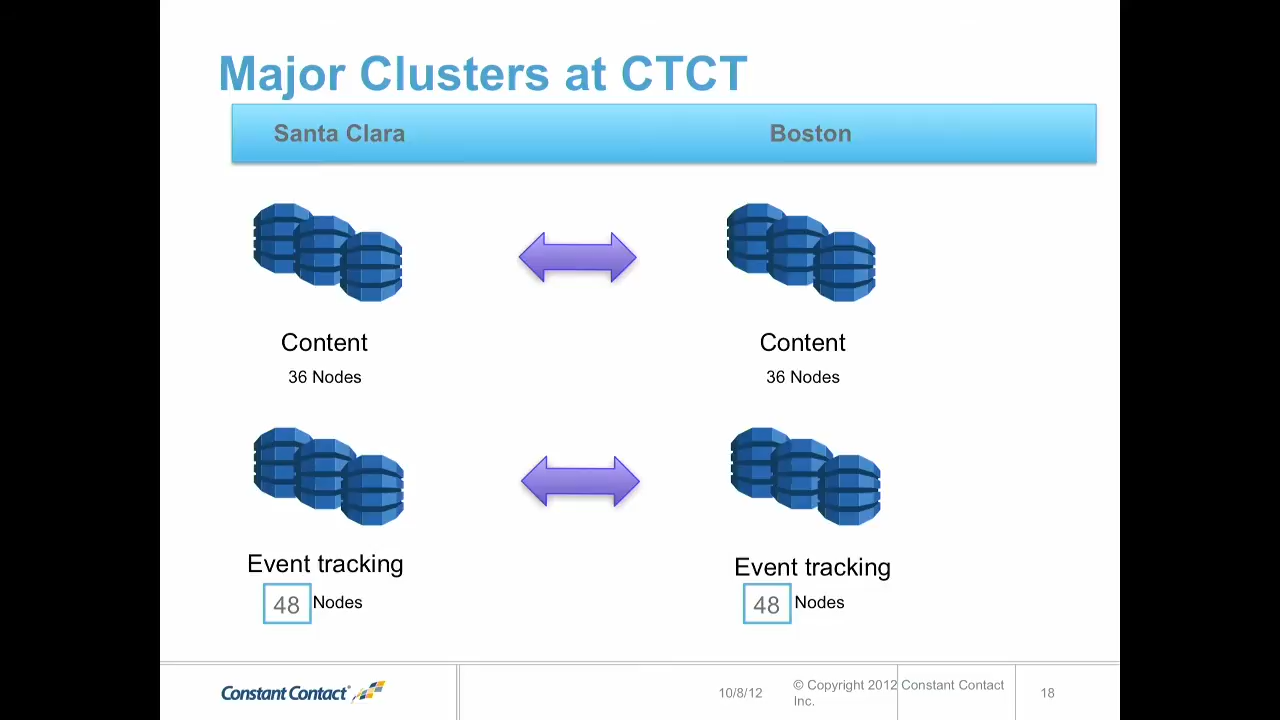 Major Clusters at CTCT
Santa Clara
Boston
Content
36 Nodes
Content
36 Nodes
Event tracking
48 Nodes
Event tracking
48 Nodes
Constant Contact®
10/8/12
© Copyright 2012 Constant Contact
Inc.
18